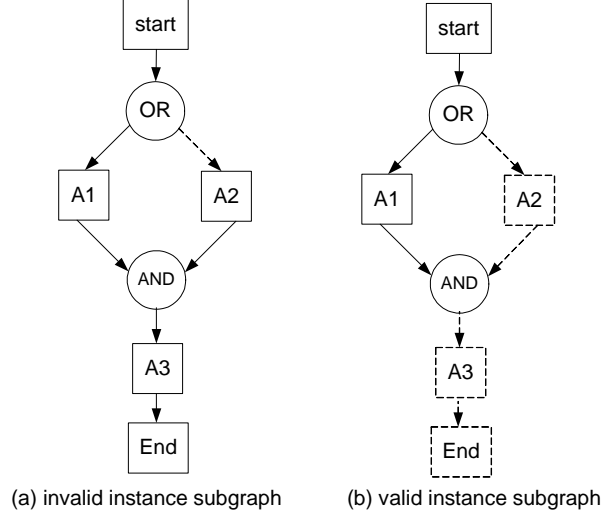 start
OR
A1
A2
AND
A3
End
(a) invalid instance subgraph
start
OR
A1
A2
AND
A3
End
(b) valid instance subgraph